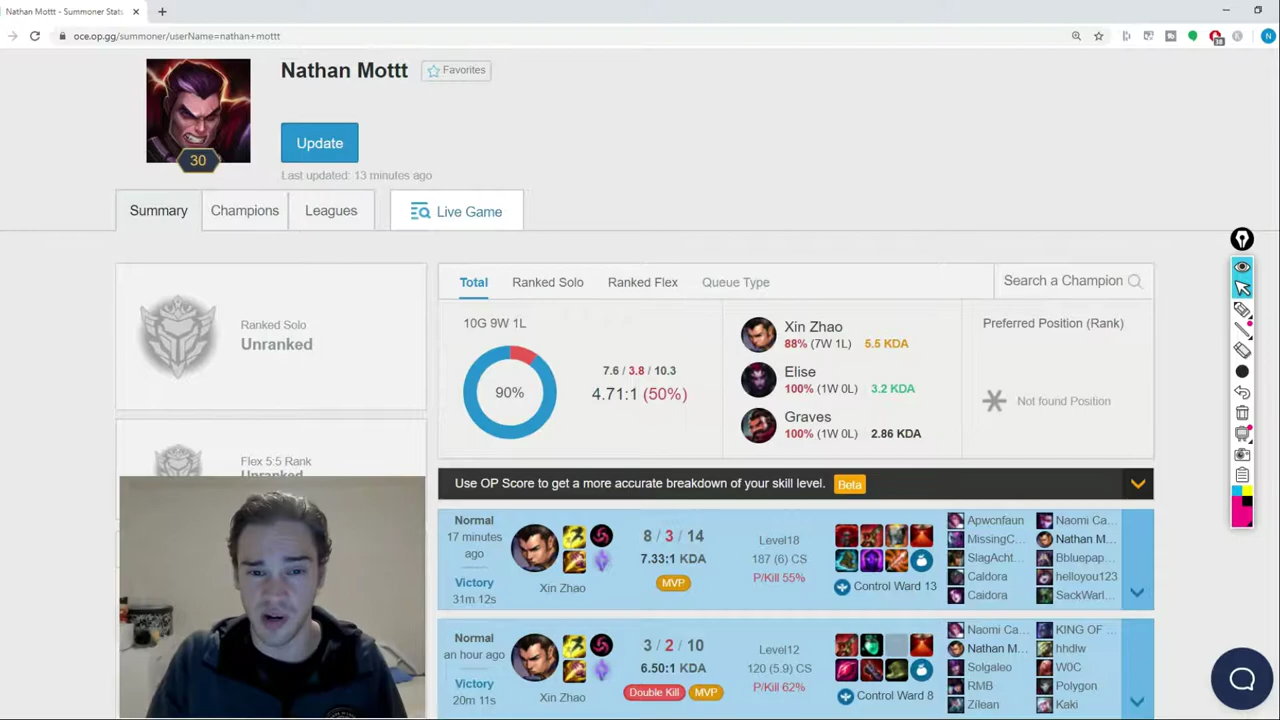 Nathan Mottt - Summoner Stats
oce.op.gg/summoner/userName=nathan+mottt
38
N
Nathan Mottt
Favorites
30
Update
Last updated: 13 minutes ago
Summary
Champions
Leagues
Live Game
Ranked Solo
Unranked
Flex 5:5 Rank
Unranked
Total
Ranked Solo
Ranked Flex
Queue Type
Search a Champion
10G 9W 1L
90%
7.6 / 3.8 / 10.3
4.71:1 (50%)
Xin Zhao
88% (7W 1L) 5.5 KDA
Elise
100% (1W 0L) 3.2 KDA
Graves
100% (1W 0L) 2.86 KDA
Preferred Position (Rank)
Not found Position
Use OP Score to get a more accurate breakdown of your skill level. Beta
Normal
17 minutes
ago
Victory
31m 12s
Xin Zhao
8 / 3 / 14
7.33:1 KDA
MVP
Level18
187 (6) CS
P/Kill 55%
Control Ward 13
Apwcnfaun
MissingC...
SlagAcht...
Caldora
Caidora
Naomi Ca...
Nathan M...
Bbluepap...
helloyou123
SackWarl...
Normal
an hour ago
Victory
20m 11s
Xin Zhao
3 / 2 / 10
6.50:1 KDA
Double Kill
MVP
Level12
120 (5.9) CS
P/Kill 62%
Control Ward 8
Naomi Ca...
Nathan M...
Solgaleo
RMB
Zilean
KING OF ...
hhdlw
W0C
Polygon
Kaki